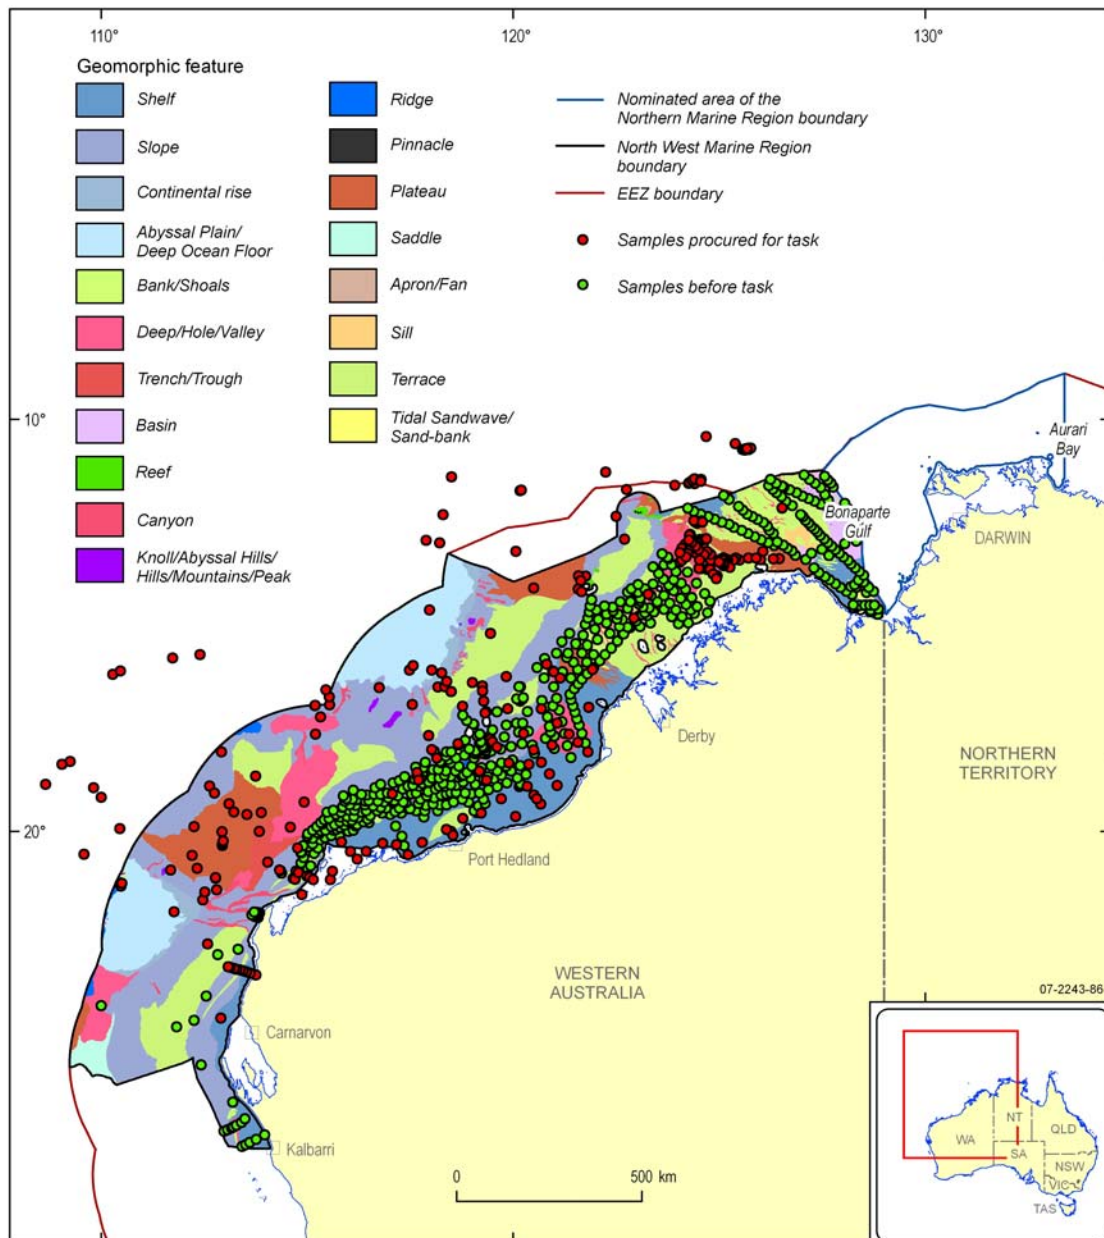 110°
120°
130°
Geomorphic feature
Shelf
Slope
Continental rise
Abyssal Plain/
Deep Ocean Floor
Bank/Shoals
Deep/Hole/Valley
Trench/Trough
Basin
Reef
Canyon
Knoll/Abyssal Hills/
Hills/Mountains/Peak
Ridge
Pinnacle
Plateau
Saddle
Apron/Fan
Sill
Terrace
Tidal Sandwave/
Sand-bank
Nominated area of the
Northern Marine Region boundary
North West Marine Region
boundary
EEZ boundary
Samples procured for task
Samples before task
10°
Aurari
Bay
Bonaparte
Gulf
DARWIN
Derby
NORTHERN
TERRITORY
20°
Port Hedland
WESTERN
AUSTRALIA
07-2243-86
Carnarvon
Kalbarri
0
500 km
NT
WA
QLD
SA
NSW
VIC
TAS